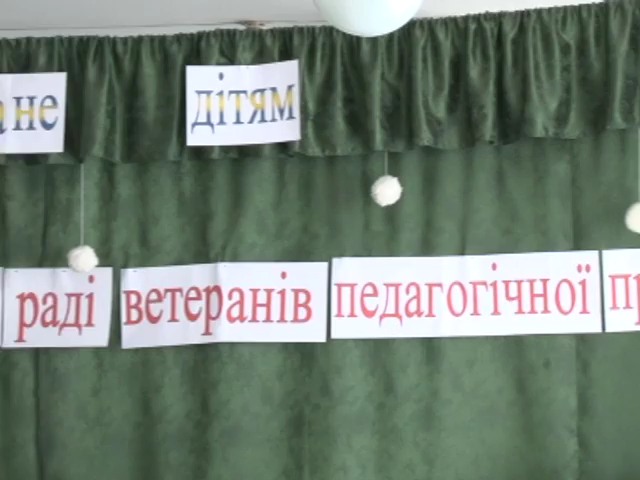 не дітям
раді ветеранів педагогічної